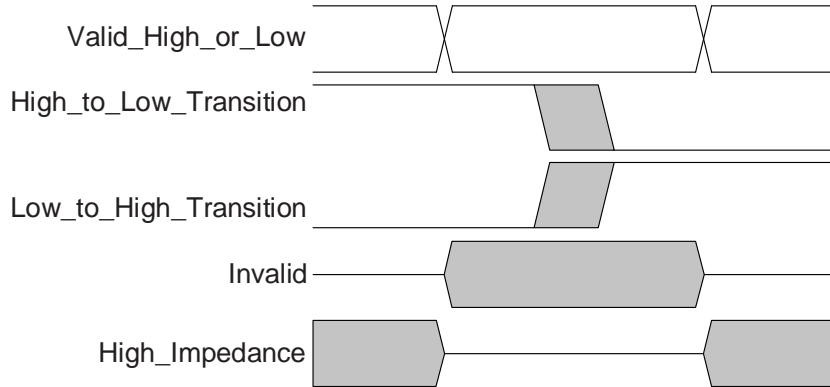 Valid_High_or_Low
High_to_Low_Transition
Low_to_High_Transition
Invalid
High_Impedance